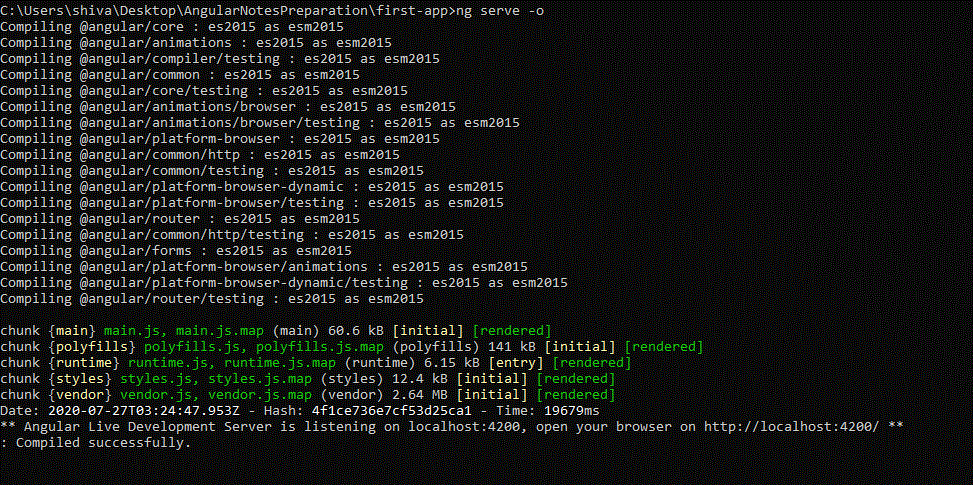 C:\Users\shiva\Desktop\AngularNotesPreparation\first-app>ng serve -o
Compiling @angular/core : es2015 as esm2015
Compiling @angular/animations : es2015 as esm2015
Compiling @angular/compiler/testing : es2015 as esm2015
Compiling @angular/common : es2015 as esm2015
Compiling @angular/core/testing : es2015 as esm2015
Compiling @angular/animations/browser : es2015 as esm2015
Compiling @angular/animations/browser/testing : es2015 as esm2015
Compiling @angular/platform-browser : es2015 as esm2015
Compiling @angular/common/http : es2015 as esm2015
Compiling @angular/common/testing : es2015 as esm2015
Compiling @angular/platform-browser-dynamic : es2015 as esm2015
Compiling @angular/platform-browser/testing : es2015 as esm2015
Compiling @angular/router : es2015 as esm2015
Compiling @angular/common/http/testing : es2015 as esm2015
Compiling @angular/forms : es2015 as esm2015
Compiling @angular/platform-browser/animations : es2015 as esm2015
Compiling @angular/platform-browser-dynamic/testing : es2015 as esm2015
Compiling @angular/router/testing : es2015 as esm2015
chunk {main} main.js, main.js.map (main) 60.6 kB [initial] [rendered]
chunk {polyfills} polyfills.js, polyfills.js.map (polyfills) 141 kB [initial] [rendered]
chunk {runtime} runtime.js, runtime.js.map (runtime) 6.15 kB [entry] [rendered]
chunk {styles} styles.js, styles.js.map (styles) 12.4 kB [initial] [rendered]
chunk {vendor} vendor.js, vendor.js.map (vendor) 2.64 MB [initial] [rendered]
Date: 2020-07-27T03:24:47.953Z - Hash: 4f1ce736e7cf53d25ca1 - Time: 19679ms
** Angular Live Development Server is listening on localhost:4200, open your browser on http://localhost:4200/ **
: Compiled successfully.